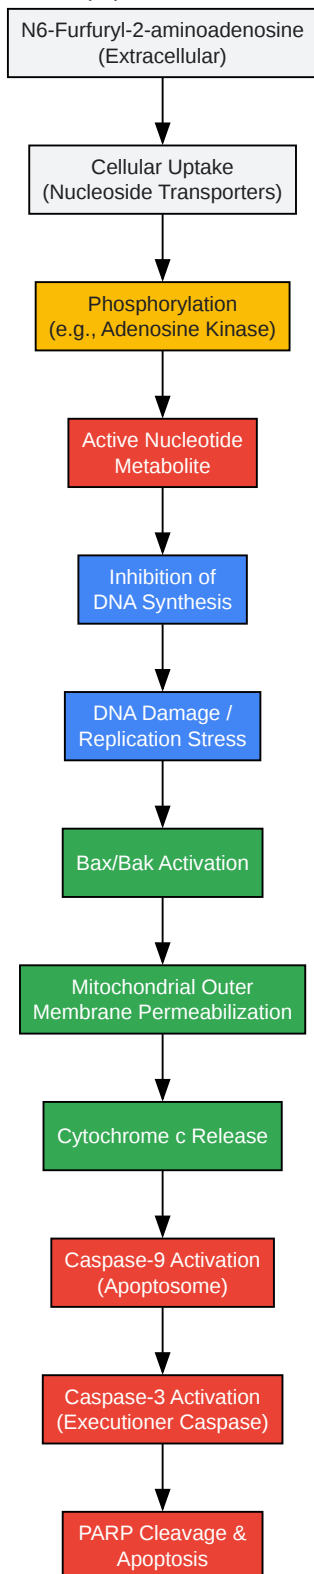 N6-Furfuryl-2-aminoadenosine
(Extracellular)
Cellular Uptake
(Nucleoside Transporters)
Phosphorylation
(e.g., Adenosine Kinase)
Active Nucleotide
Metabolite
Inhibition of
DNA Synthesis
DNA Damage /
Replication Stress
Bax/Bak Activation
Mitochondrial Outer
Membrane Permeabilization
Cytochrome c Release
Caspase-9 Activation
(Apoptosome)
Caspase-3 Activation
(Executioner Caspase)
PARP Cleavage &
Apoptosis